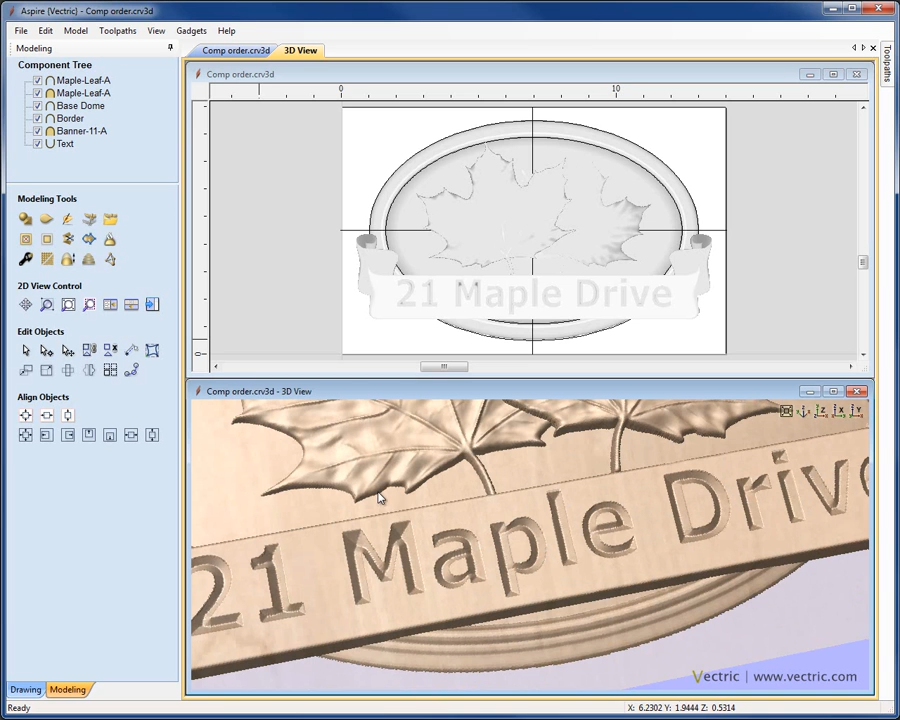 Aspire {Vectric} - Comp order.crv3d
File Edit Model Toolpaths View Gadgets Help
Modeling
Comp order.crv3d 3D View
Toolpaths
Component Tree
Maple-Leaf-A
Maple-Leaf-A
Base Dome
Border
Banner-11-A
Text
Modeling Tools
2D View Control
Edit Objects
Align Objects
Drawing Modeling
Comp order.crv3d
0 10
0
21 Maple Drive
Comp order.crv3d - 3D View
Z X Y
21 Maple Drive
Vectric | www.vectric.com
Ready
X: 6.2302 Y: 1.9444 Z: 0.5314